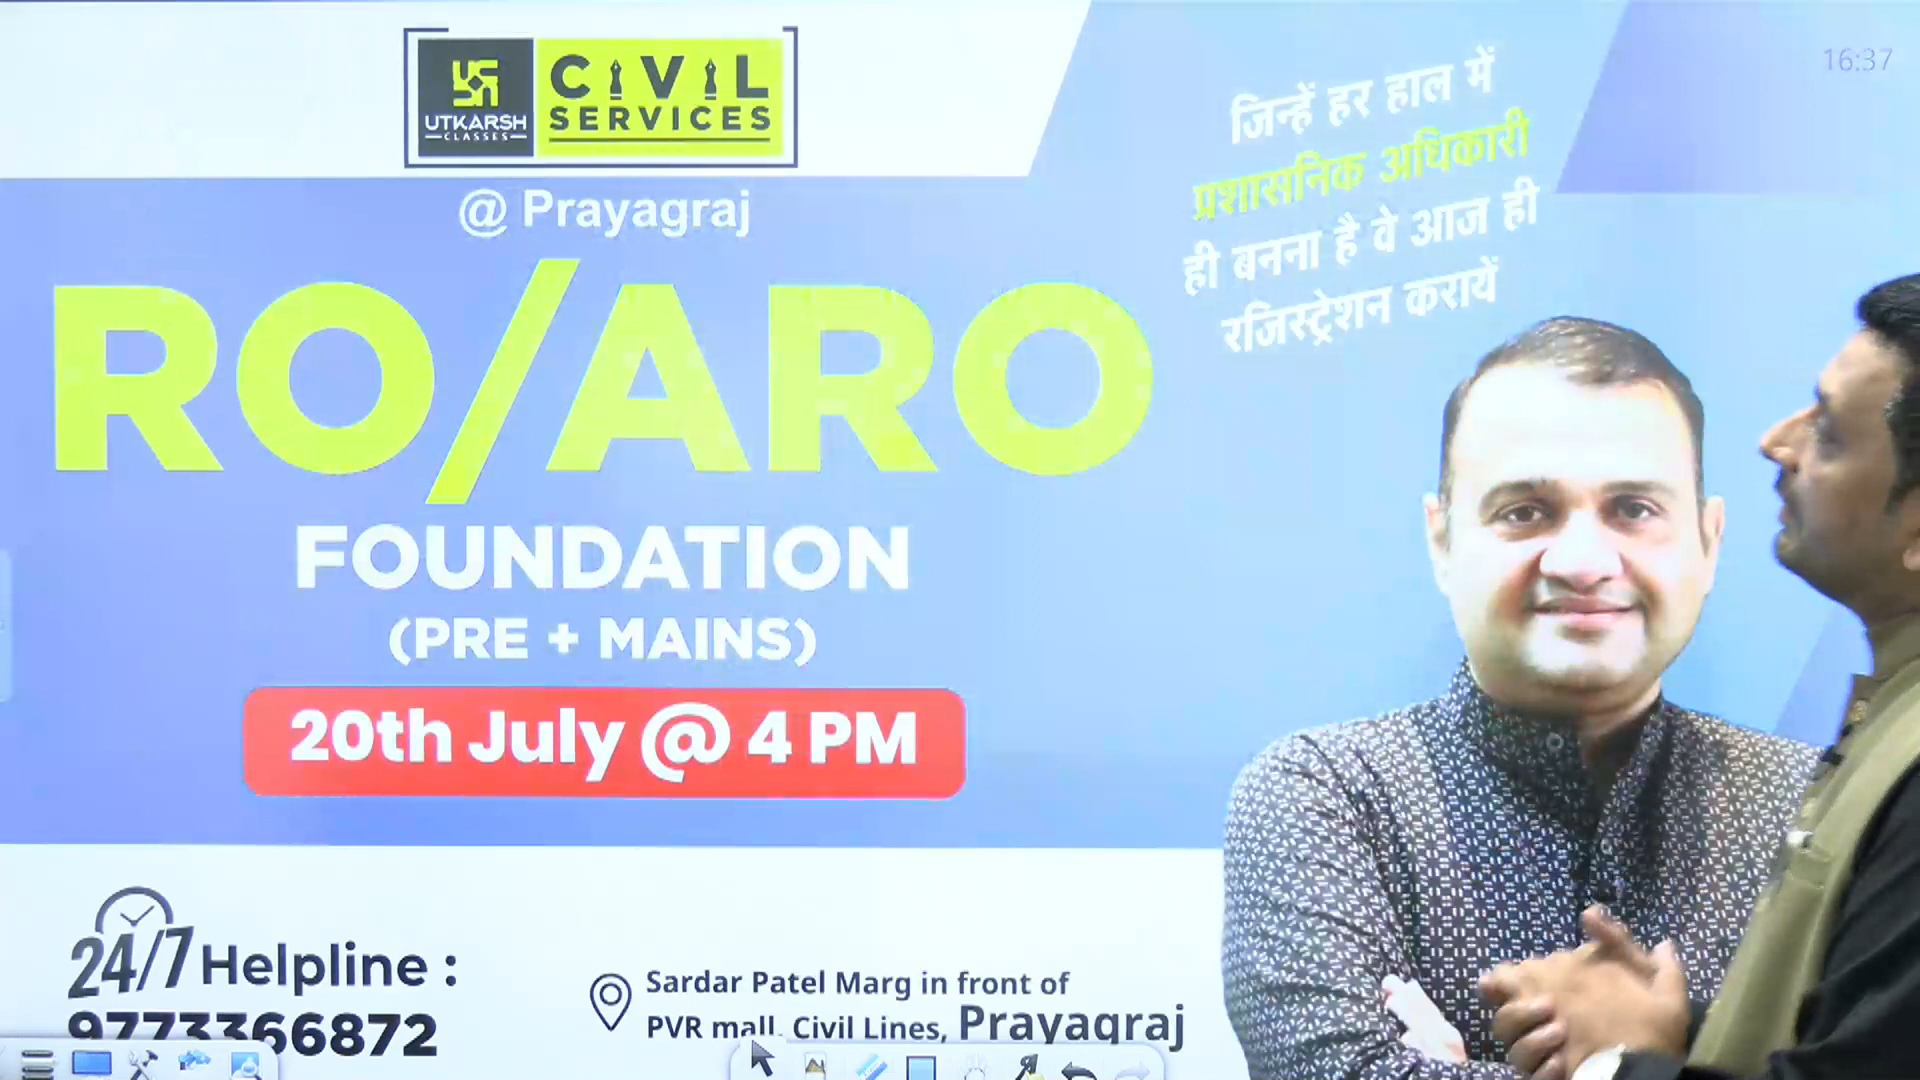 UTKARSH
CLASSES
CIVIL
SERVICES
@ Prayagraj
RO/ARO
FOUNDATION
(PRE + MAINS)
20th July @ 4 PM
जिन्हें हर हाल में
प्रशासनिक अधिकारी
ही बनना है वे आज ही
रजिस्ट्रेशन करायें
16:37
24/7 Helpline :
9773366872
Sardar Patel Marg in front of
PVR mall, Civil Lines, Prayagraj